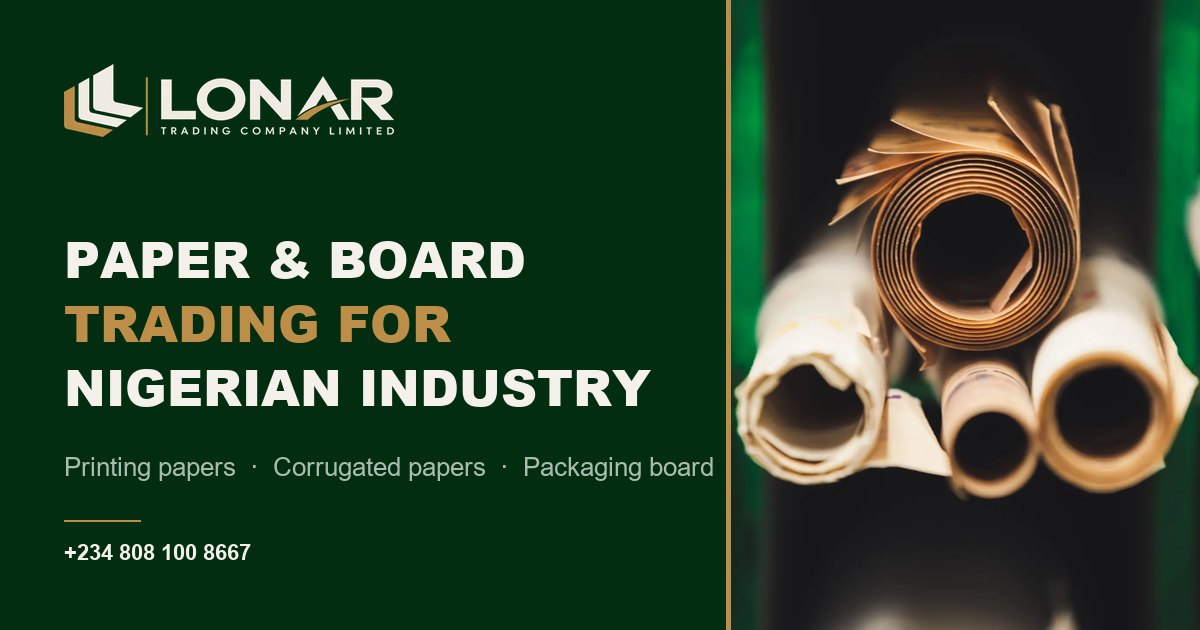 LONAR
TRADING COMPANY LIMITED
PAPER & BOARD
TRADING FOR
NIGERIAN INDUSTRY
Printing papers · Corrugated papers · Packaging board
+234 808 100 8667